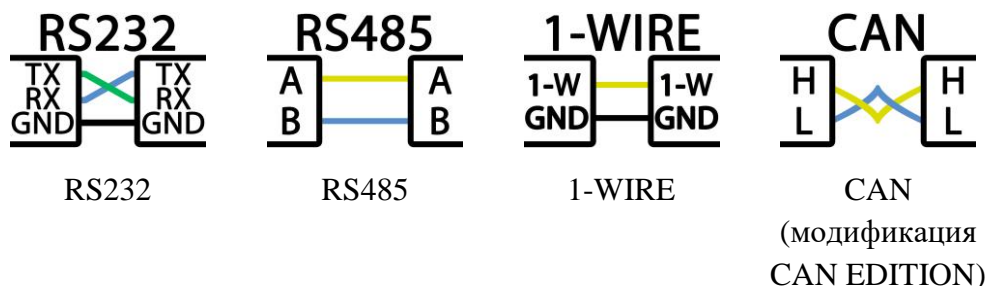 RS232 RS485 1-WIRE CAN
TX TX A A 1-W 1-W H H
RX RX
GND GND B B GND GND L L
RS232 RS485 1-WIRE CAN
(модификация
CAN EDITION)